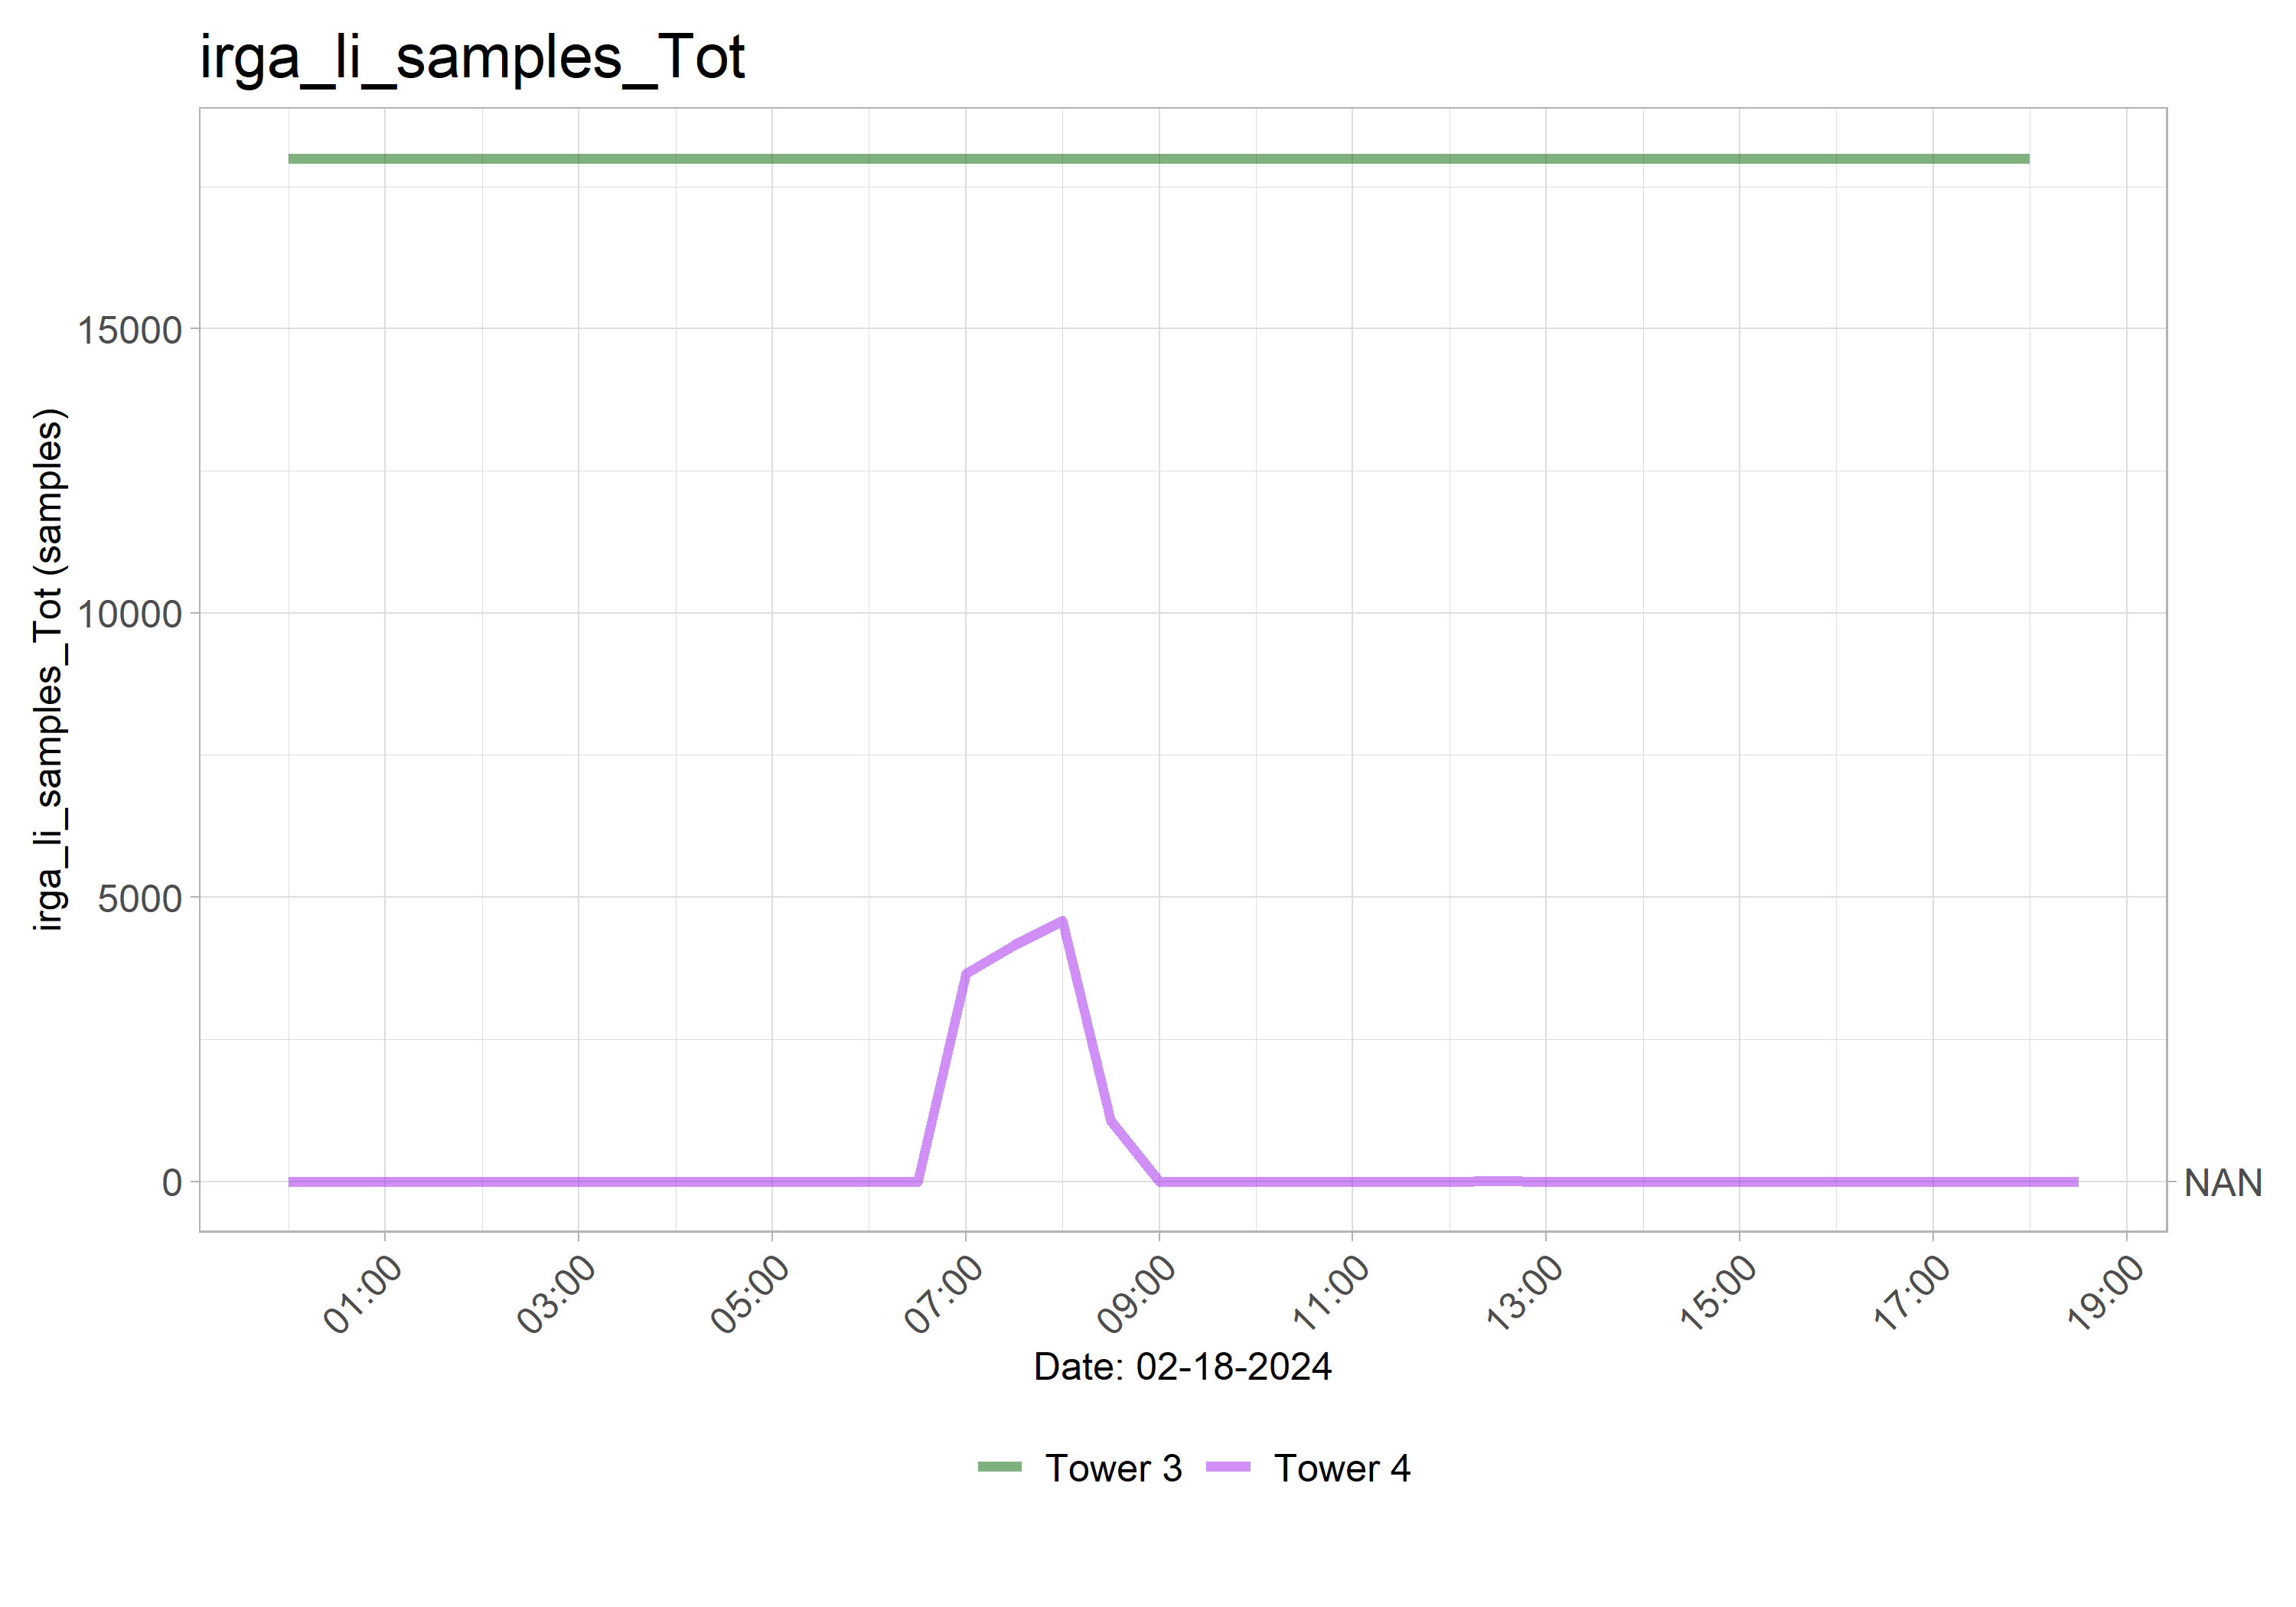 irga_li_samples_Tot
irga_li_samples_Tot (samples)
15000
10000
5000
0
NAN
01:00
03:00
05:00
07:00
09:00
11:00
13:00
15:00
17:00
19:00
Date: 02-18-2024
Tower 3
Tower 4